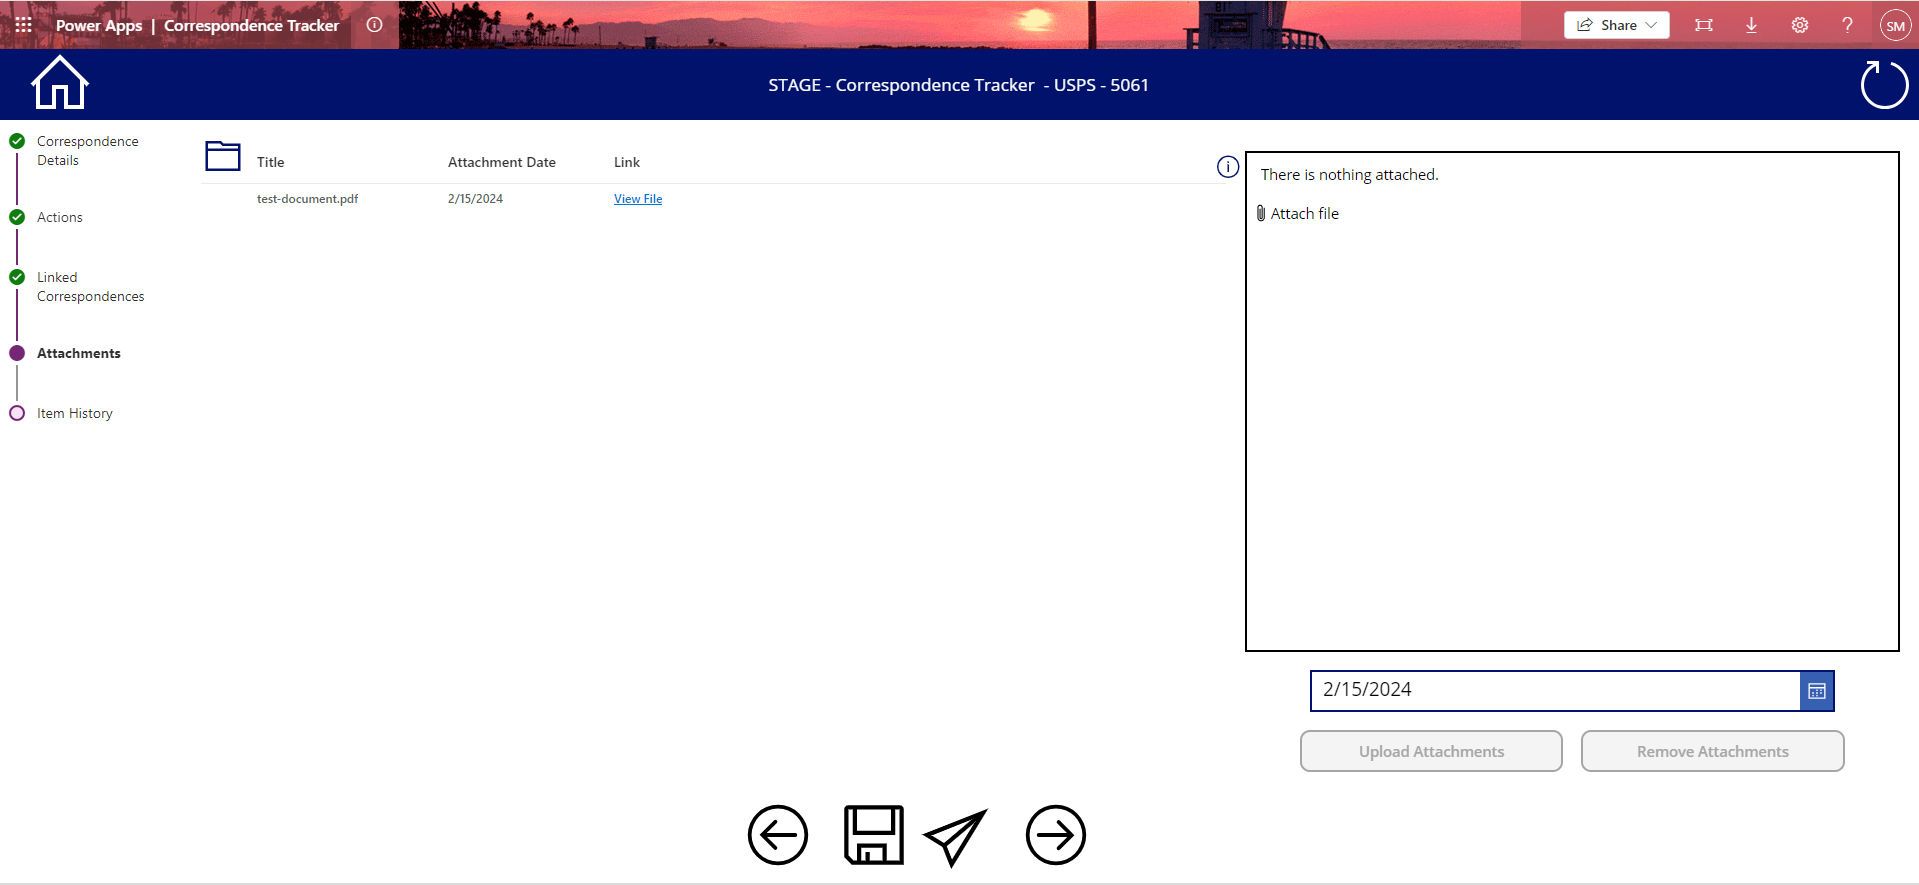 Power Apps | Correspondence Tracker
Share
?
SM
STAGE - Correspondence Tracker - USPS - 5061
Correspondence
Details
Actions
Linked
Correspondences
Attachments
Item History
Title Attachment Date Link
test-document.pdf 2/15/2024 View File
There is nothing attached.
Attach file
2/15/2024
Upload Attachments Remove Attachments